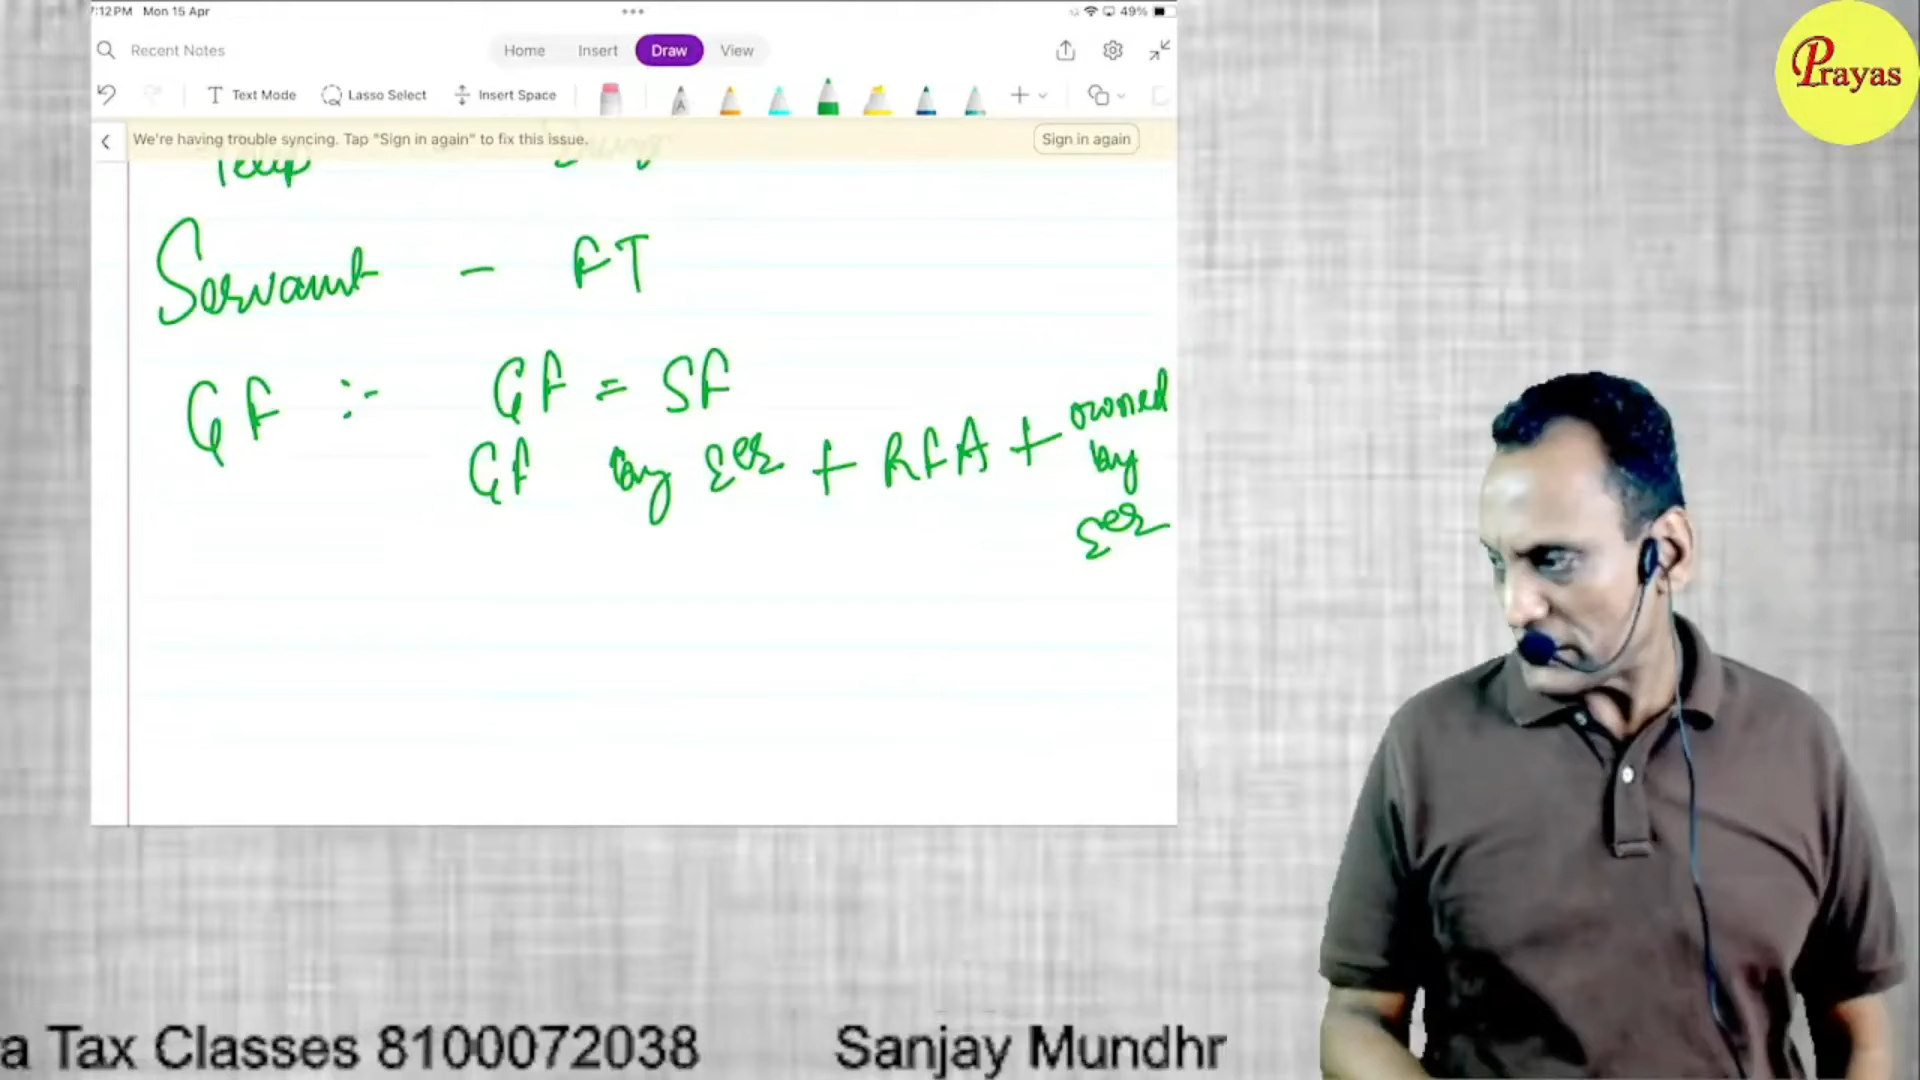 7:12 PM Mon 15 Apr
49%
Recent Notes
Home Insert Draw View
Text Mode Lasso Select Insert Space
We're having trouble syncing. Tap "Sign in again" to fix this issue. Sign in again
Servant - FT
GF :- GF = SF
GF by Eer + RFA + owned by Eer
Prayas
a Tax Classes 8100072038 Sanjay Mundhr